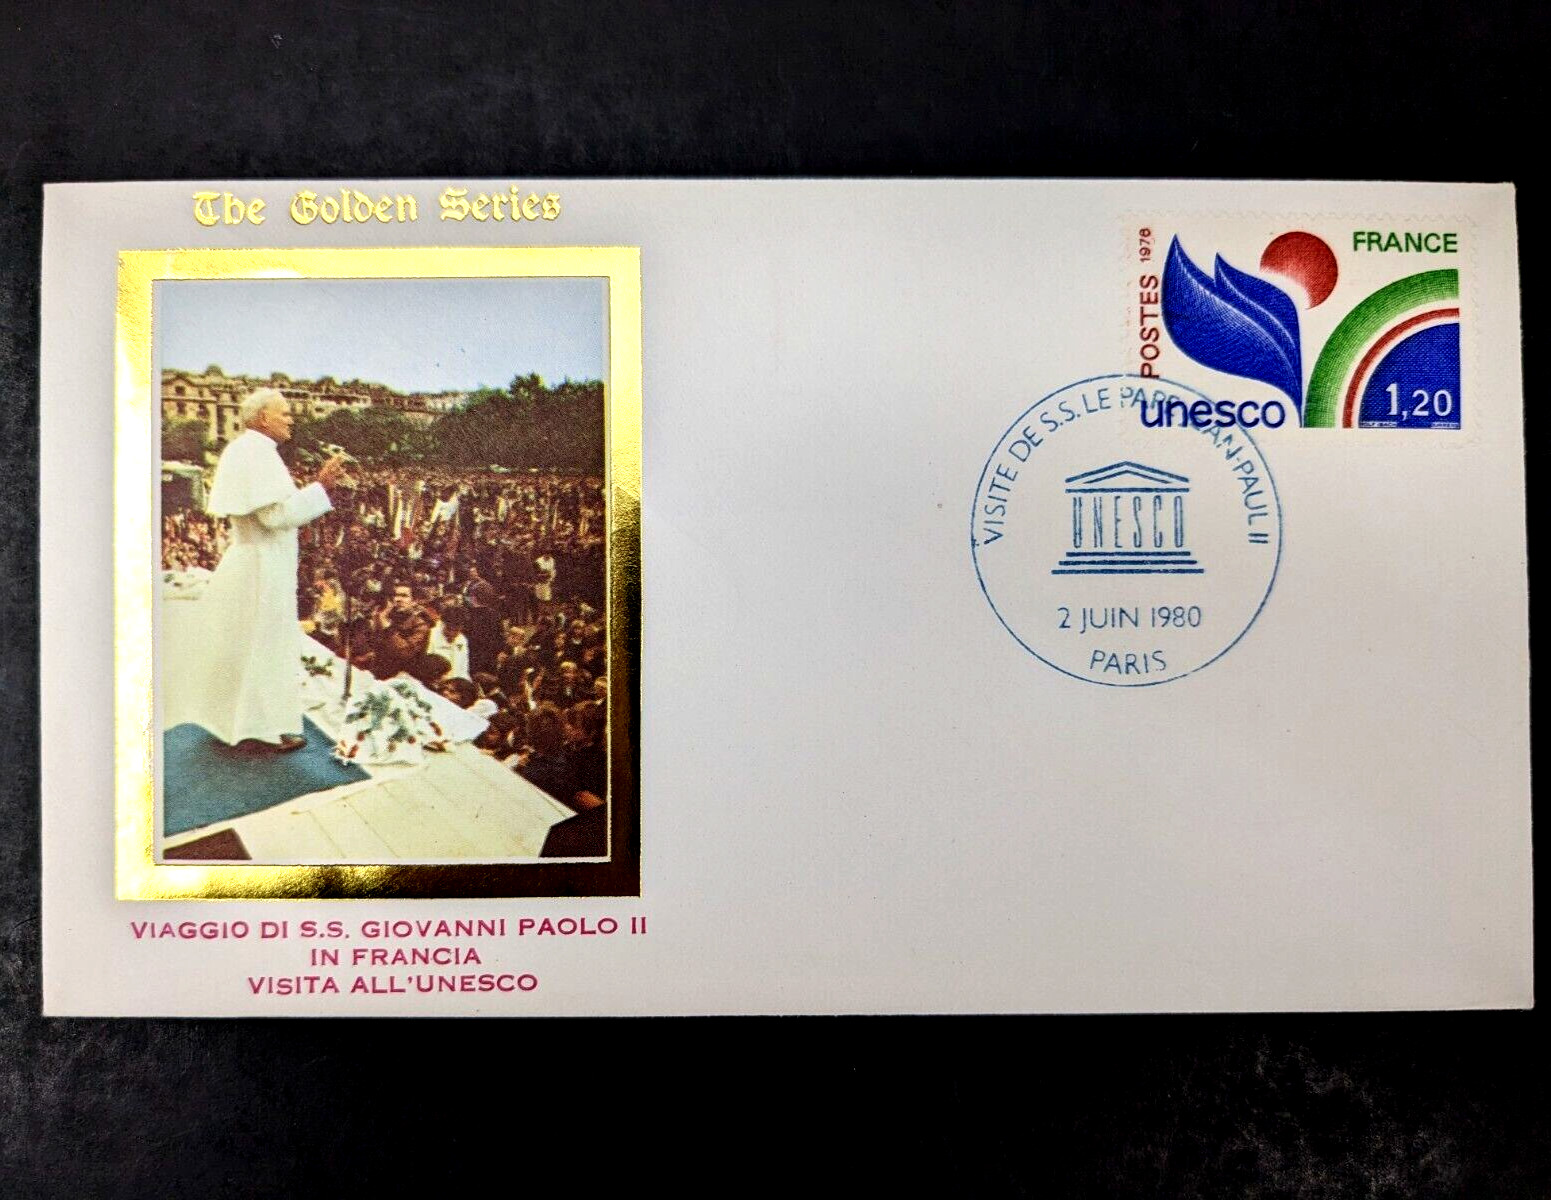 The Golden Series
POSTES 1978
FRANCE
1,20
unesco
VISITE DE S.S. LE PAPE JEAN-PAUL II
UNESCO
2 JUIN 1980
PARIS
VIAGGIO DI S.S. GIOVANNI PAOLO II
IN FRANCIA
VISITA ALL'UNESCO